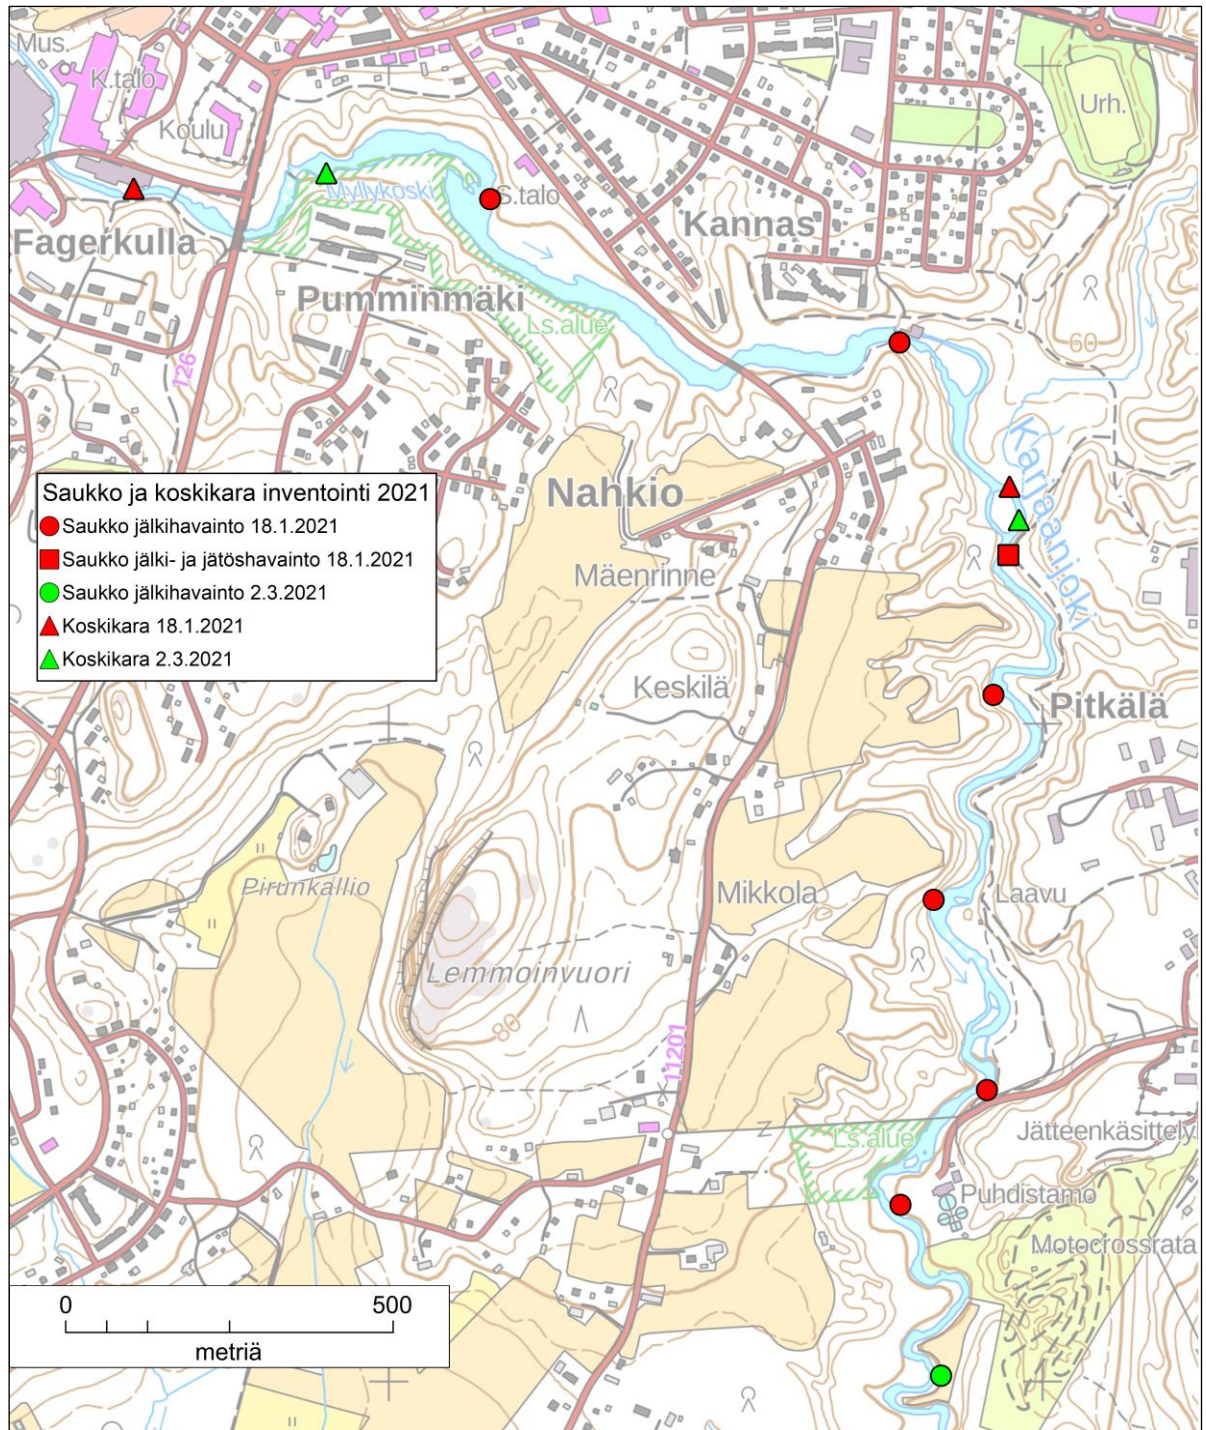 Mus.
K.talo
Koulu
Urh.
Myllykoski
S.talo
Kannas
Fagerkulla
Pumminmäki
Ls.alue
126
60
Karjaanjoki
Saukko ja koskikara inventointi 2021
Saukko jälkihavainto 18.1.2021
Saukko jälki- ja jätöshavainto 18.1.2021
Saukko jälkihavainto 2.3.2021
Koskikara 18.1.2021
Koskikara 2.3.2021
Nahkio
Mäenrinne
Keskilä
Pitkälä
Pirunkallio
Mikkola
Laavu
Lemmoinvuori
80
11201
Ls.alue
Jätteenkäsittely
Puhdistamo
Motocrossrata
0 500
metriä